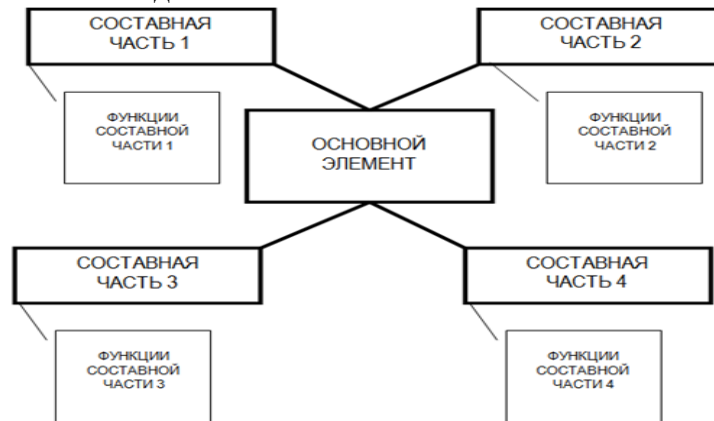 СОСТАВНАЯ
ЧАСТЬ 1
СОСТАВНАЯ
ЧАСТЬ 2
ФУНКЦИИ
СОСТАВНОЙ
ЧАСТИ 1
ОСНОВНОЙ
ЭЛЕМЕНТ
ФУНКЦИИ
СОСТАВНОЙ
ЧАСТИ 2
СОСТАВНАЯ
ЧАСТЬ 3
СОСТАВНАЯ
ЧАСТЬ 4
ФУНКЦИИ
СОСТАВНОЙ
ЧАСТИ 3
ФУНКЦИИ
СОСТАВНОЙ
ЧАСТИ 4